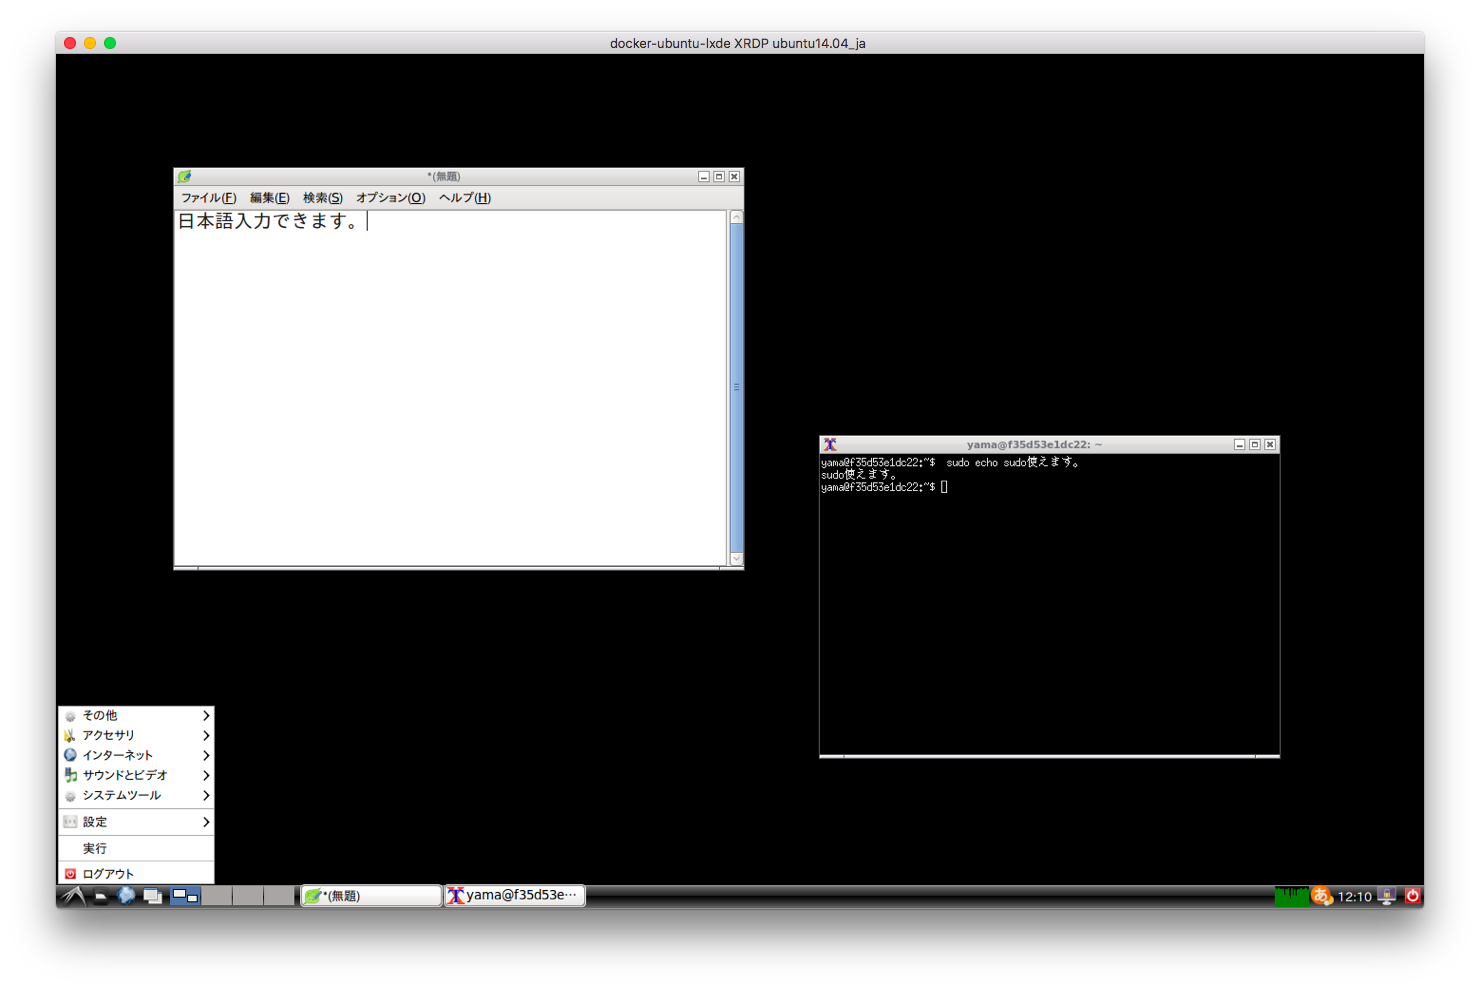 docker-ubuntu-lxde XRDP ubuntu14.04_ja
*(無題)
ファイル(F) 編集(E) 検索(S) オプション(O) ヘルプ(H)
日本語入力できます。
yama@f35d53e1dc22: ~
yama@f35d53e1dc22:~$ sudo echo sudo使えます。
sudo使えます。
yama@f35d53e1dc22:~$
その他
アクセサリ
インターネット
サウンドとビデオ
システムツール
設定
実行
ログアウト
*(無題)
yama@f35d53e…
あ
12:10